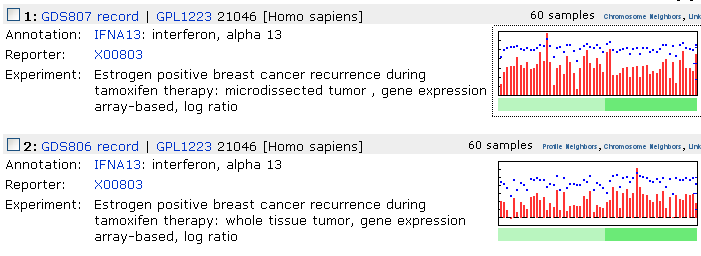 1: GDS807 record | GPL1223 21046 [Homo sapiens] 60 samples Chromosome Neighbors, Link
Annotation: IFNA13: interferon, alpha 13
Reporter: X00803
Experiment: Estrogen positive breast cancer recurrence during
tamoxifen therapy: microdissected tumor , gene expression
array-based, log ratio
2: GDS806 record | GPL1223 21046 [Homo sapiens] 60 samples Profile Neighbors, Chromosome Neighbors, Link
Annotation: IFNA13: interferon, alpha 13
Reporter: X00803
Experiment: Estrogen positive breast cancer recurrence during
tamoxifen therapy: whole tissue tumor, gene expression
array-based, log ratio